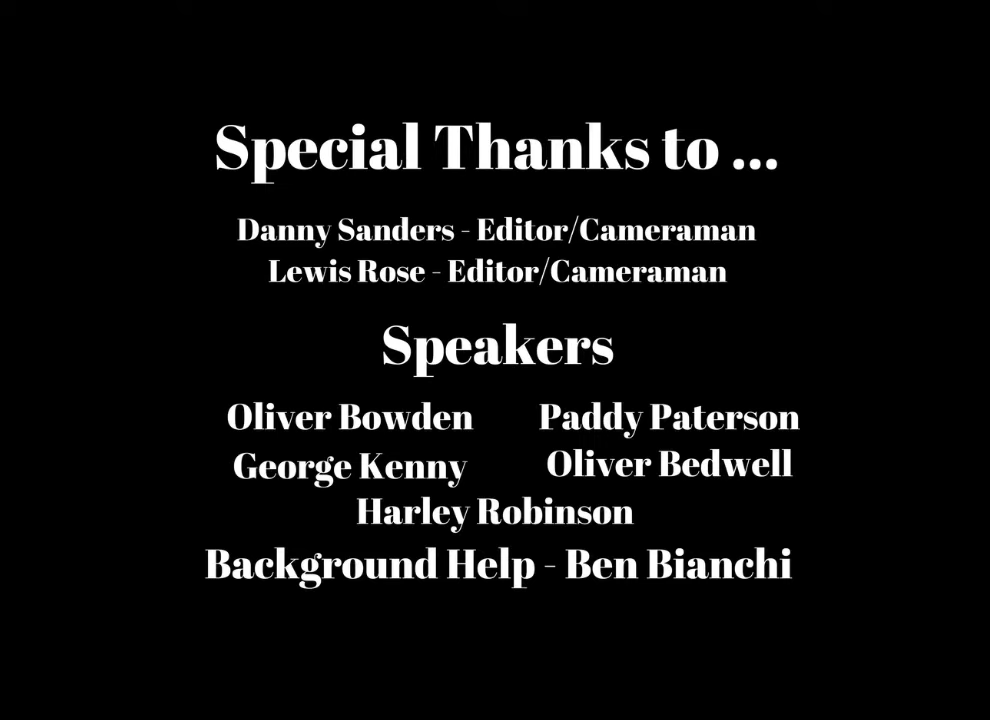 Special Thanks to ...
Danny Sanders - Editor/Cameraman
Lewis Rose - Editor/Cameraman
Speakers
Oliver Bowden Paddy Paterson
George Kenny Oliver Bedwell
Harley Robinson
Background Help - Ben Bianchi